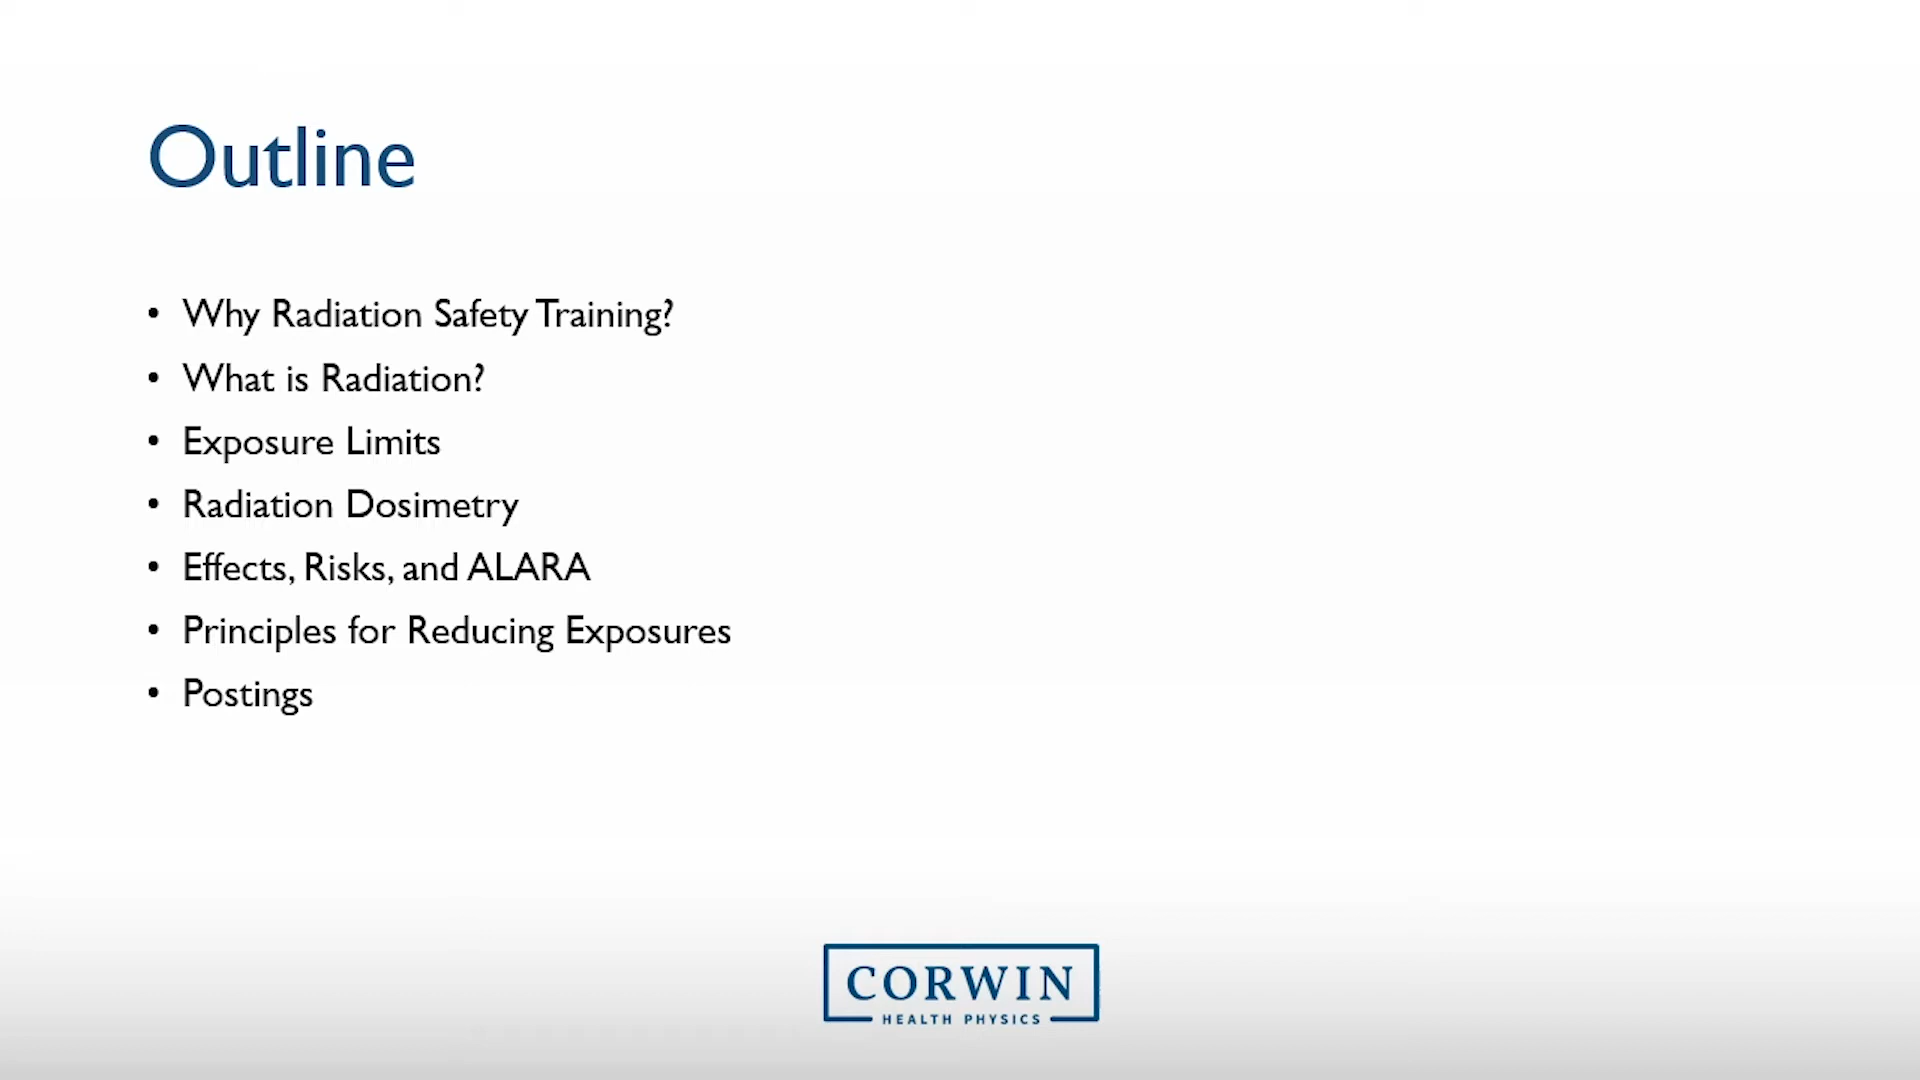 Outline
• Why Radiation Safety Training?
• What is Radiation?
• Exposure Limits
• Radiation Dosimetry
• Effects, Risks, and ALARA
• Principles for Reducing Exposures
• Postings
CORWIN
HEALTH PHYSICS